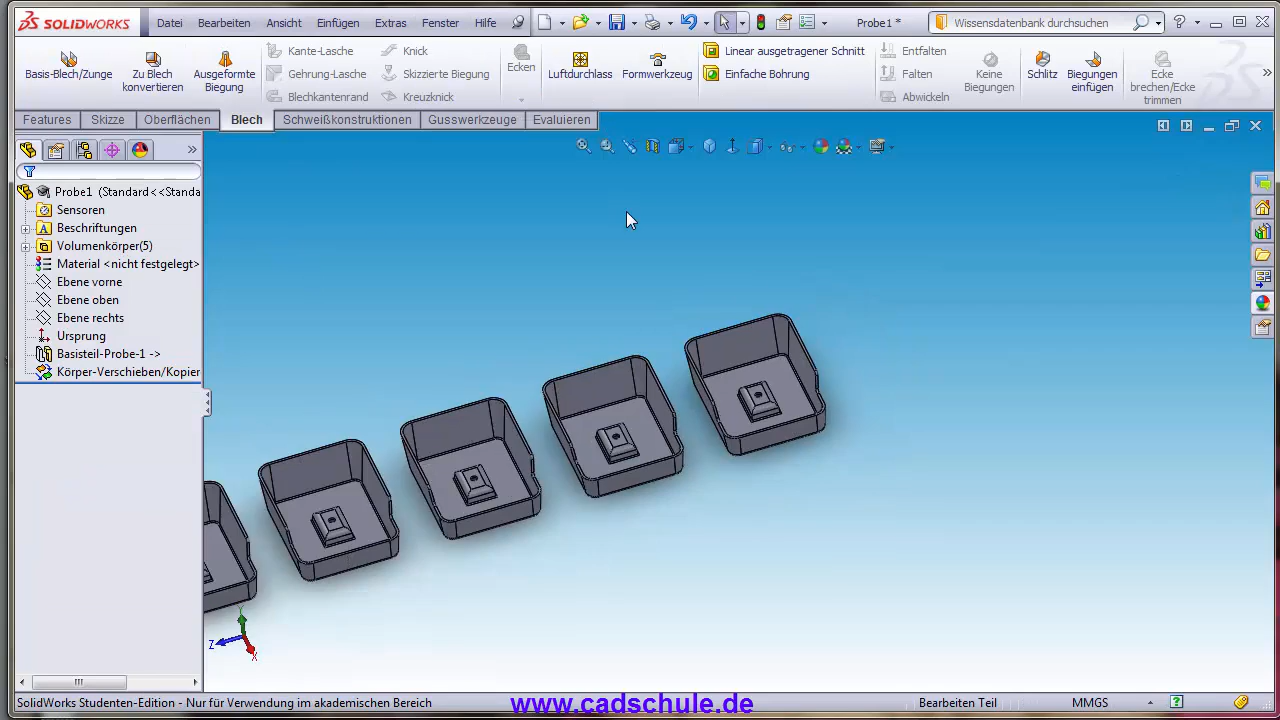 SOLIDWORKS Datei Bearbeiten Ansicht Einfügen Extras Fenster Hilfe Probe1 * Wissensdatenbank durchsuchen
Basis-Blech/Zunge
Zu Blech konvertieren
Ausgeformte Biegung
Kante-Lasche
Gehrung-Lasche
Blechkantenrand
Knick
Skizzierte Biegung
Kreuzknick
Ecken
Luftdurchlass
Formwerkzeug
Linear ausgetragener Schnitt
Einfache Bohrung
Entfalten
Falten
Abwickeln
Keine Biegungen
Schlitz
Biegungen einfügen
Ecke brechen/Ecke trimmen
Features Skizze Oberflächen Blech Schweißkonstruktionen Gusswerkzeuge Evaluieren
Probe1 (Standard<<Standa
Sensoren
Beschriftungen
Volumenkörper(5)
Material <nicht festgelegt>
Ebene vorne
Ebene oben
Ebene rechts
Ursprung
Basisteil-Probe-1 ->
Körper-Verschieben/Kopier
Y
Z
X
SolidWorks Studenten-Edition - Nur für Verwendung im akademischen Bereich www.cadschule.de Bearbeiten Teil MMGS